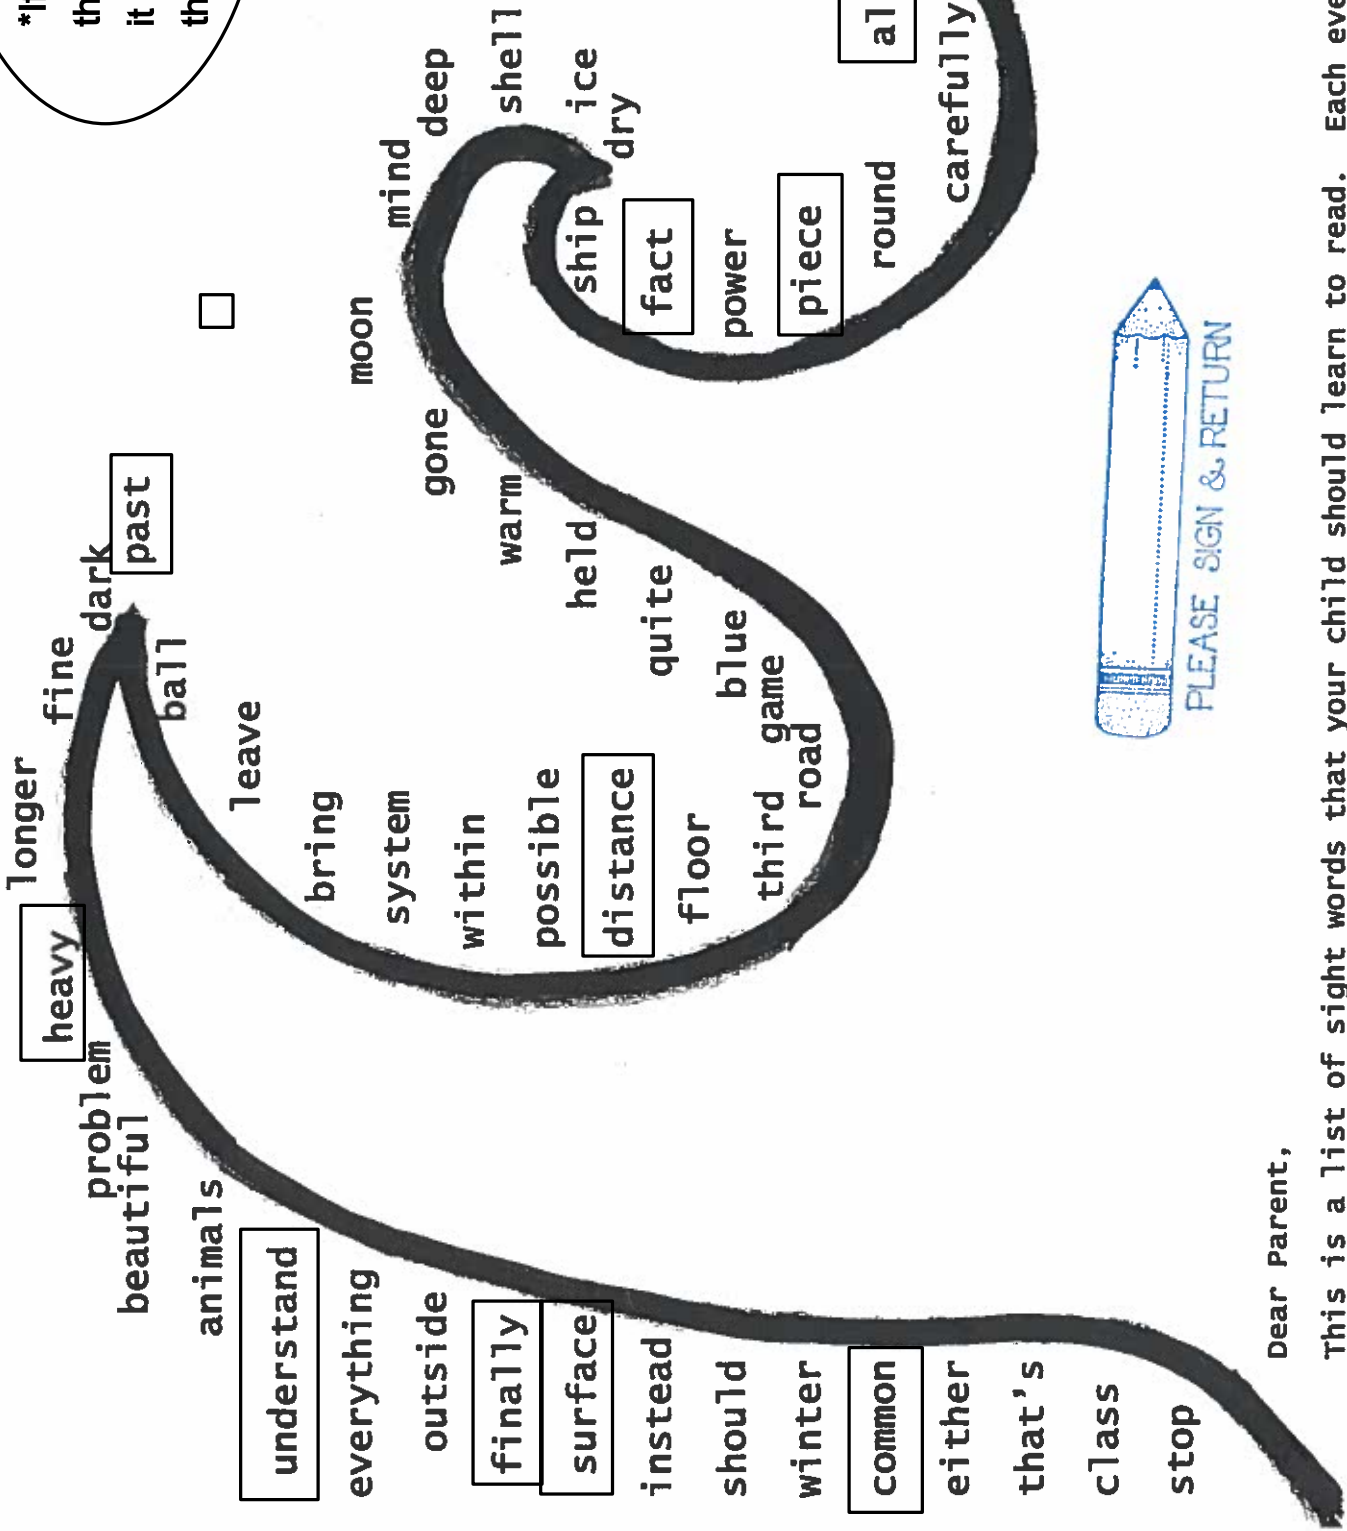 stop
class
that's
either
common
winter
should
instead
surface
finally
outside
everything
understand
animals
beautiful
problem
heavy
longer
fine
dark
past
ball
leave
bring
system
within
possible
distance
floor
third
road
game
blue
quite
held
warm
gone
moon
mind
deep
shell
ice
dry
ship
fact
power
piece
round
carefully
al
PLEASE SIGN & RETURN
Dear Parent,
This is a list of sight words that your child should learn to read. Each eve
it